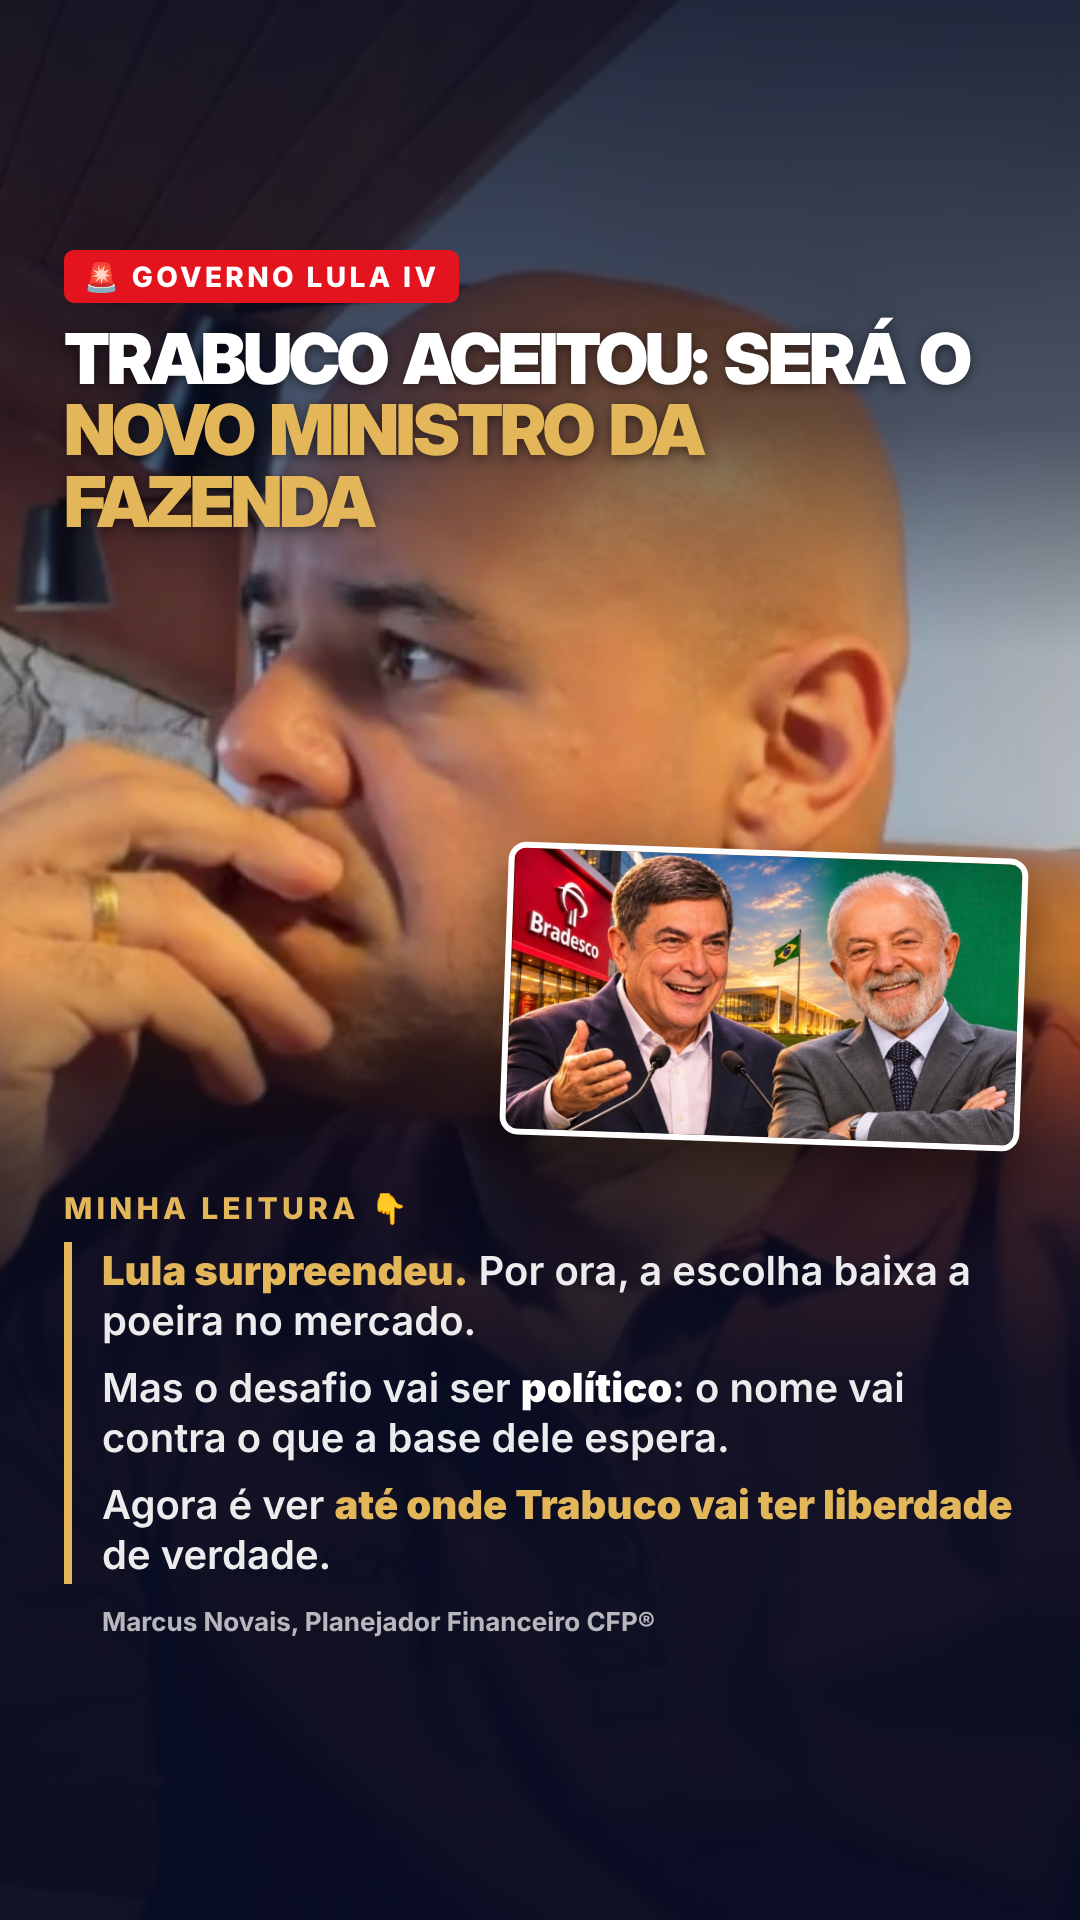 🚨 GOVERNO LULA IV
TRABUCO ACEITOU: SERÁ O
NOVO MINISTRO DA
FAZENDA
Bradesco
MINHA LEITURA 👇
Lula surpreendeu. Por ora, a escolha baixa a
poeira no mercado.
Mas o desafio vai ser político: o nome vai
contra o que a base dele espera.
Agora é ver até onde Trabuco vai ter liberdade
de verdade.
Marcus Novais, Planejador Financeiro CFP®